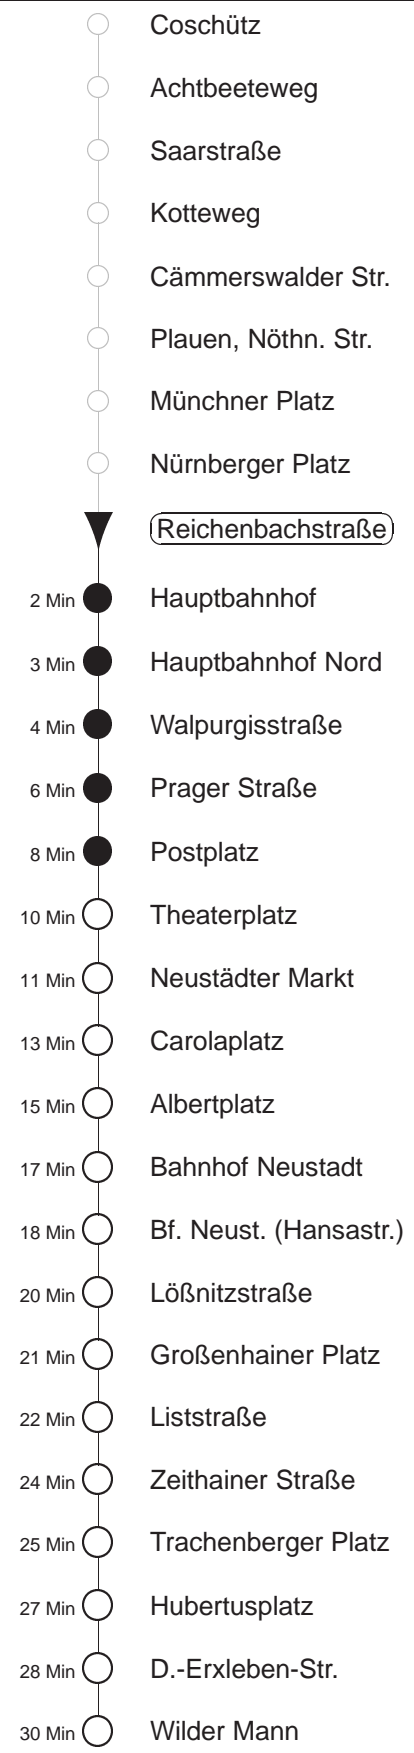 Coschütz
Achtbeeteweg
Saarstraße
Kotteweg
Cämmerswalder Str.
Plauen, Nöthn. Str.
Münchner Platz
Nürnberger Platz
Reichenbachstraße
2 Min Hauptbahnhof
3 Min Hauptbahnhof Nord
4 Min Walpurgisstraße
6 Min Prager Straße
8 Min Postplatz
10 Min Theaterplatz
11 Min Neustädter Markt
13 Min Carolaplatz
15 Min Albertplatz
17 Min Bahnhof Neustadt
18 Min Bf. Neust. (Hansastr.)
20 Min Lößnitzstraße
21 Min Großenhainer Platz
22 Min Liststraße
24 Min Zeithainer Straße
25 Min Trachenberger Platz
27 Min Hubertusplatz
28 Min D.-Erxleben-Str.
30 Min Wilder Mann